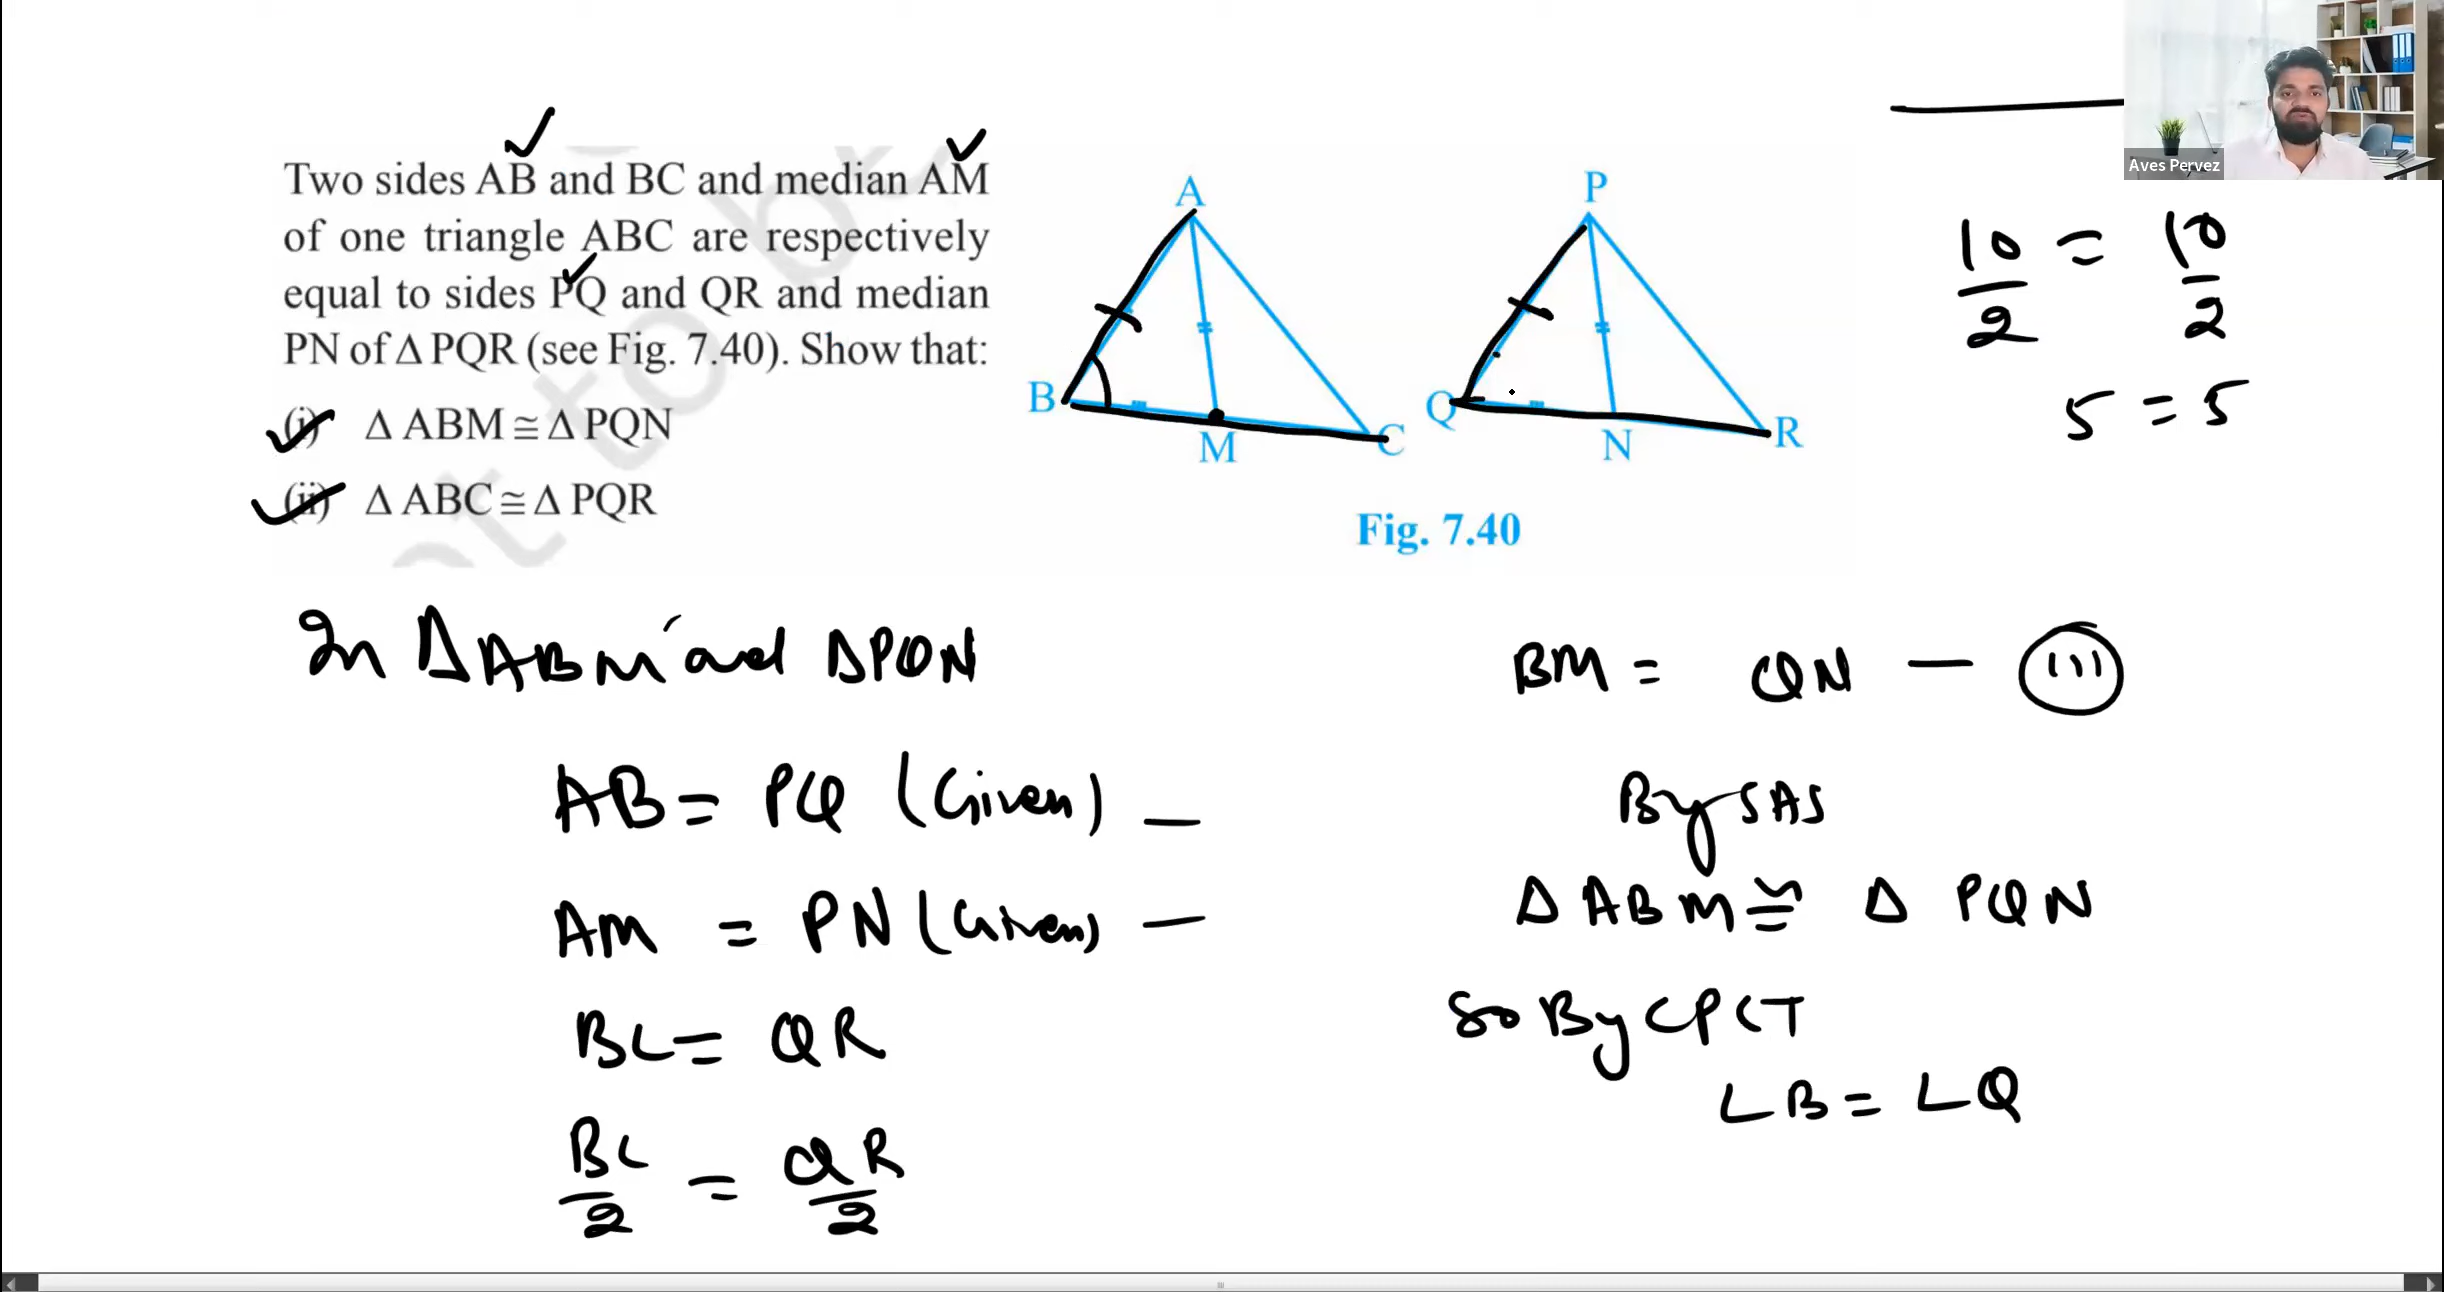 Two sides AB and BC and median AM
of one triangle ABC are respectively
equal to sides PQ and QR and median
PN of Δ PQR (see Fig. 7.40). Show that:
(i) Δ ABM ≅ Δ PQN
(ii) Δ ABC ≅ Δ PQR
A
B
M
C
P
Q
N
R
Fig. 7.40
Aves Pervez
10/2 = 10/2
5 = 5
In Δ ABM and ΔPQN
AB = PQ (Given) —
AM = PN (Given) —
BC = QR
BC/2 = QR/2
BM = QN — (III)
By SAS
Δ ABM ≅ Δ PQN
So By CPCT
∠B = ∠Q